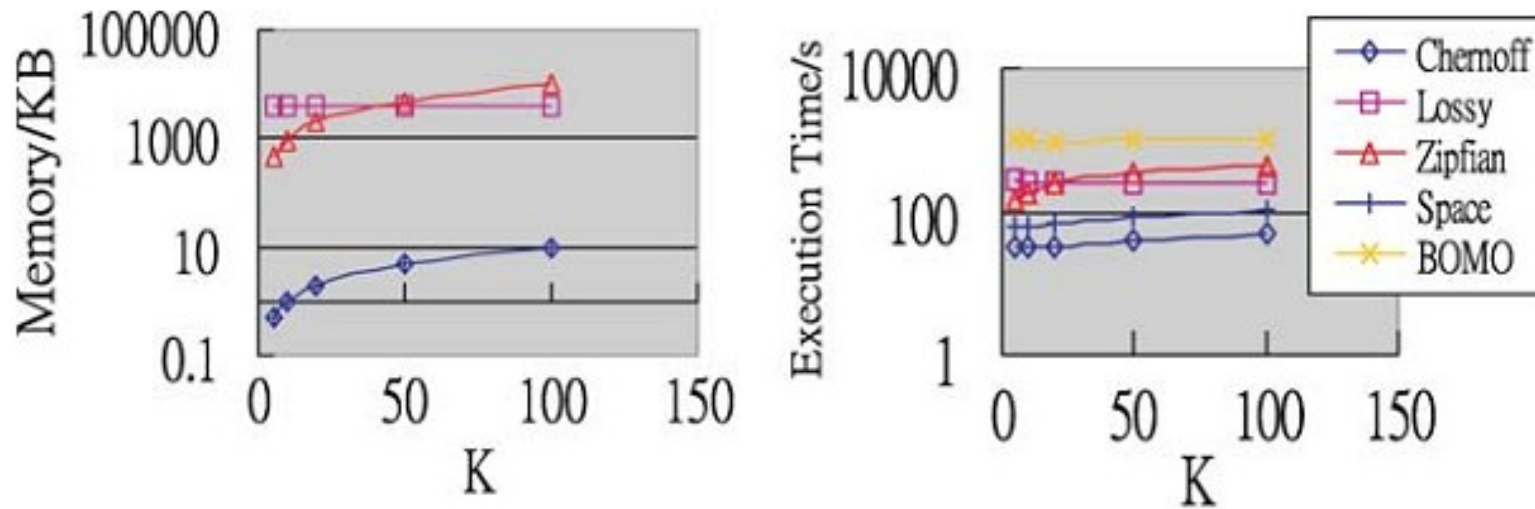 Memory/KB
100000
1000
10
0.1
0 50 100 150
K
Execution Time/s
10000
100
1
0 50 100 150
K
Chernoff
Lossy
Zipfian
Space
BOMO